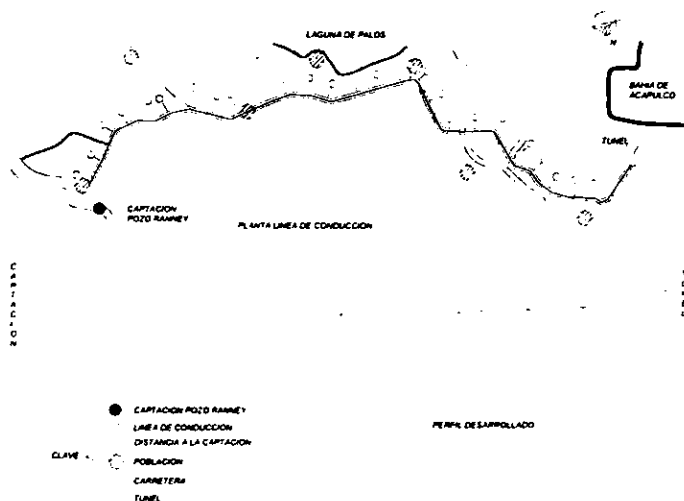 LAGUNA DE PALOS
N
BAHIA DE
ACAPULCO
TUNEL
CAPTACION
POZO RANNEY
PLANTA LINEA DE CONDUCCION
CAPTACION
CAPTACION POZO RANNEY
LINEA DE CONDUCCION
DISTANCIA A LA CAPTACION
CLAVE
POBLACION
CARRETERA
TUNEL
PERFIL DESARROLLADO